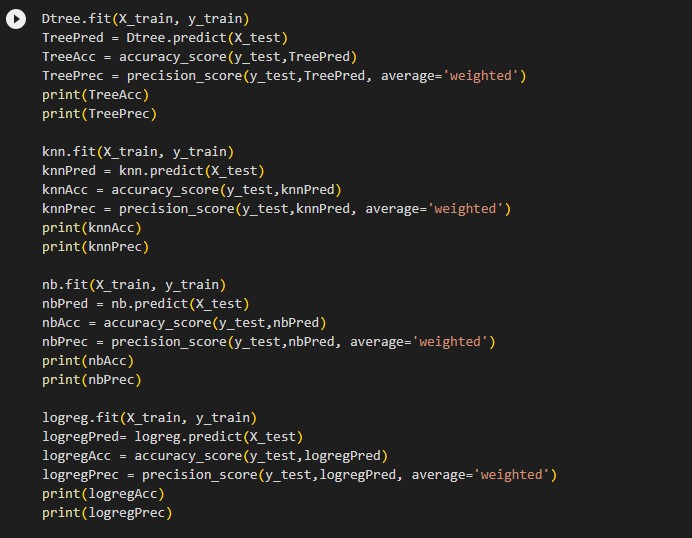 Dtree.fit(X_train, y_train)
TreePred = Dtree.predict(X_test)
TreeAcc = accuracy_score(y_test,TreePred)
TreePrec = precision_score(y_test,TreePred, average='weighted')
print(TreeAcc)
print(TreePrec)

knn.fit(X_train, y_train)
knnPred = knn.predict(X_test)
knnAcc = accuracy_score(y_test,knnPred)
knnPrec = precision_score(y_test,knnPred, average='weighted')
print(knnAcc)
print(knnPrec)

nb.fit(X_train, y_train)
nbPred = nb.predict(X_test)
nbAcc = accuracy_score(y_test,nbPred)
nbPrec = precision_score(y_test,nbPred, average='weighted')
print(nbAcc)
print(nbPrec)

logreg.fit(X_train, y_train)
logregPred= logreg.predict(X_test)
logregAcc = accuracy_score(y_test,logregPred)
logregPrec = precision_score(y_test,logregPred, average='weighted')
print(logregAcc)
print(logregPrec)